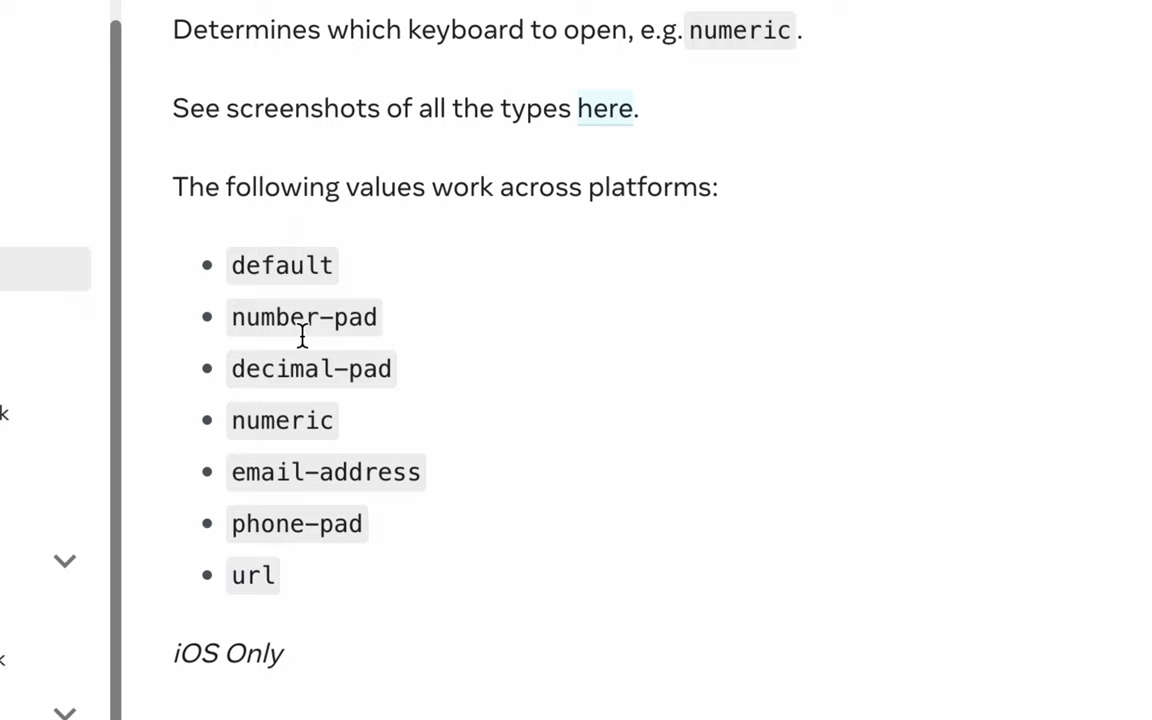 Determines which keyboard to open, e.g. numeric.
See screenshots of all the types here.
The following values work across platforms:
default
number-pad
decimal-pad
numeric
k
email-address
phone-pad
url
iOS Only
k